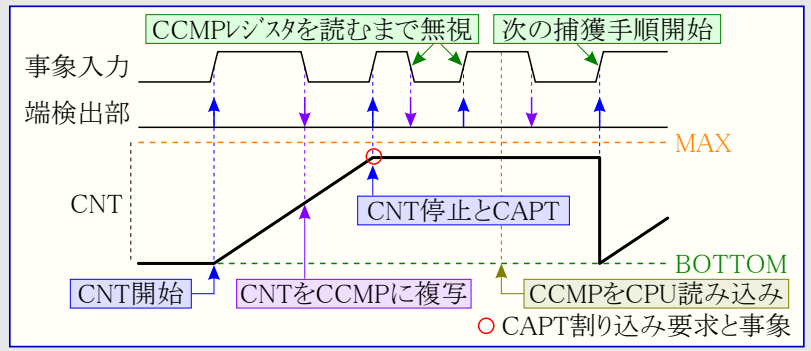 CCMPレジスタを読むまで無視
次の捕獲手順開始
事象入力
端検出部
MAX
CNT
CNT停止とCAPT
BOTTOM
CNT開始
CNTをCCMPに複写
CCMPをCPU読み込み
CAPT割り込み要求と事象